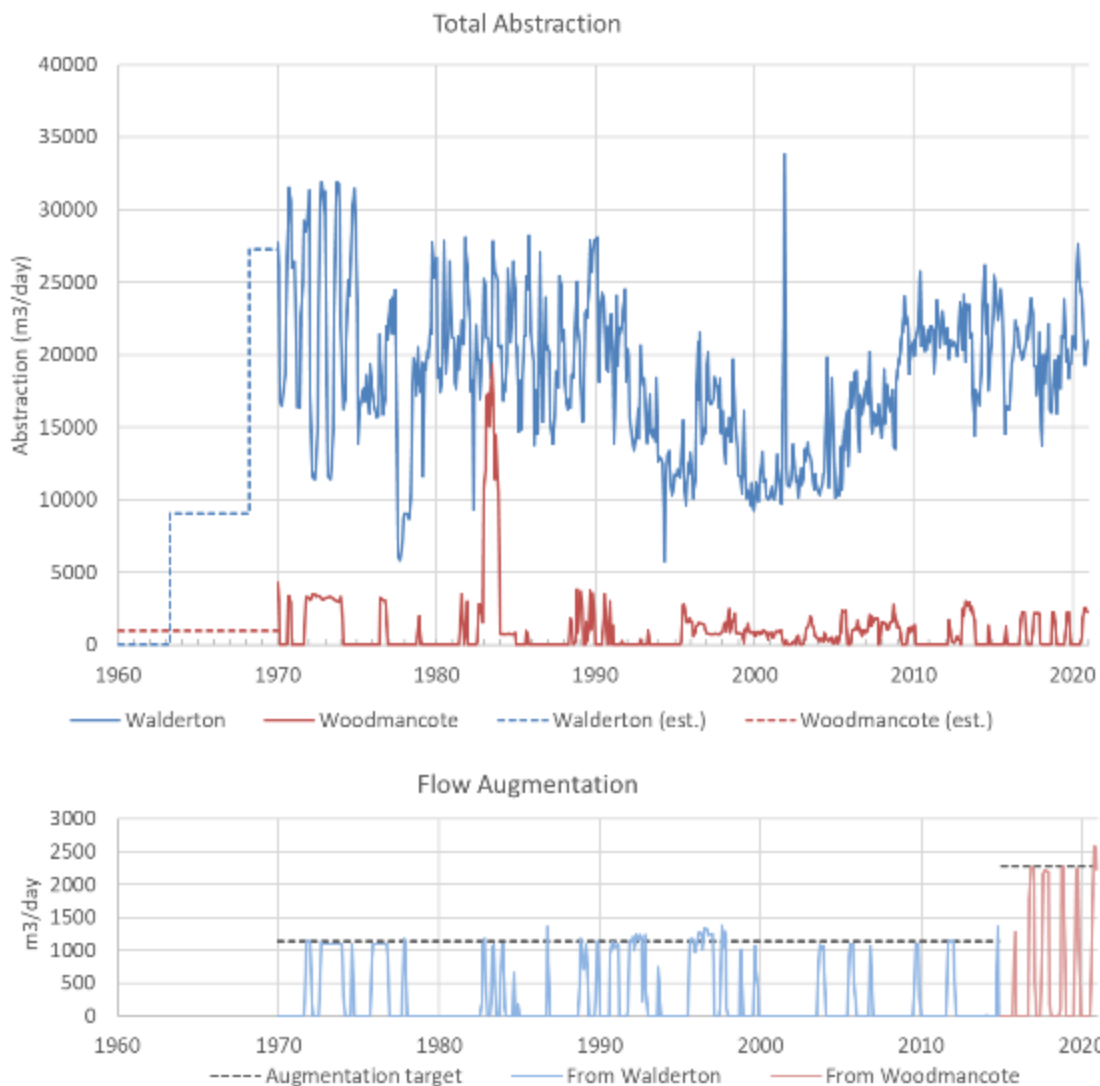 Total Abstraction
40000
35000
30000
25000
20000
15000
10000
5000
0
Abstraction (m3/day)
1960 1970 1980 1990 2000 2010 2020
Walderton Woodmancote Walderton (est.) Woodmancote (est.)
Flow Augmentation
3000
2500
2000
1500
1000
500
0
m3/day
1960 1970 1980 1990 2000 2010 2020
Augmentation target From Walderton From Woodmancote